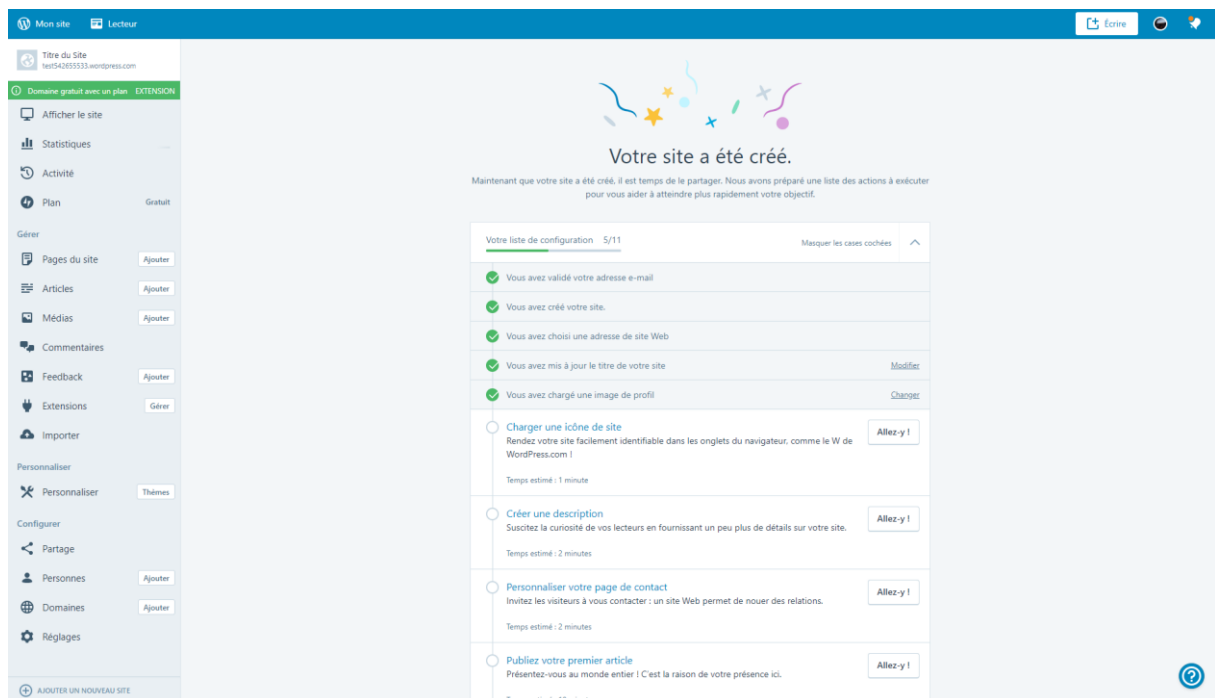 Mon site
Lecteur
Écrire
Titre du Site
test542655533.wordpress.com
Domaine gratuit avec un plan EXTENSION
Afficher le site
Statistiques
Activité
Plan Gratuit
Gérer
Pages du site Ajouter
Articles Ajouter
Médias Ajouter
Commentaires
Feedback Ajouter
Extensions Gérer
Importer
Personnaliser
Personnaliser Thèmes
Configurer
Partage
Personnes Ajouter
Domaines Ajouter
Réglages
AJOUTER UN NOUVEAU SITE
Votre site a été créé.
Maintenant que votre site a été créé, il est temps de le partager. Nous avons préparé une liste des actions à exécuter
pour vous aider à atteindre plus rapidement votre objectif.
Votre liste de configuration 5/11
Masquer les cases cochées
Vous avez validé votre adresse e-mail
Vous avez créé votre site.
Vous avez choisi une adresse de site Web
Vous avez mis à jour le titre de votre site Modifier
Vous avez chargé une image de profil Changer
Charger une icône de site
Allez-y !
Rendez votre site facilement identifiable dans les onglets du navigateur, comme le W de
WordPress.com !
Temps estimé : 1 minute
Créer une description
Allez-y !
Suscitez la curiosité de vos lecteurs en fournissant un peu plus de détails sur votre site.
Temps estimé : 2 minutes
Personnaliser votre page de contact
Allez-y !
Invitez les visiteurs à vous contacter : un site Web permet de nouer des relations.
Temps estimé : 2 minutes
Publiez votre premier article
Allez-y !
Présentez-vous au monde entier ! C'est la raison de votre présence ici.